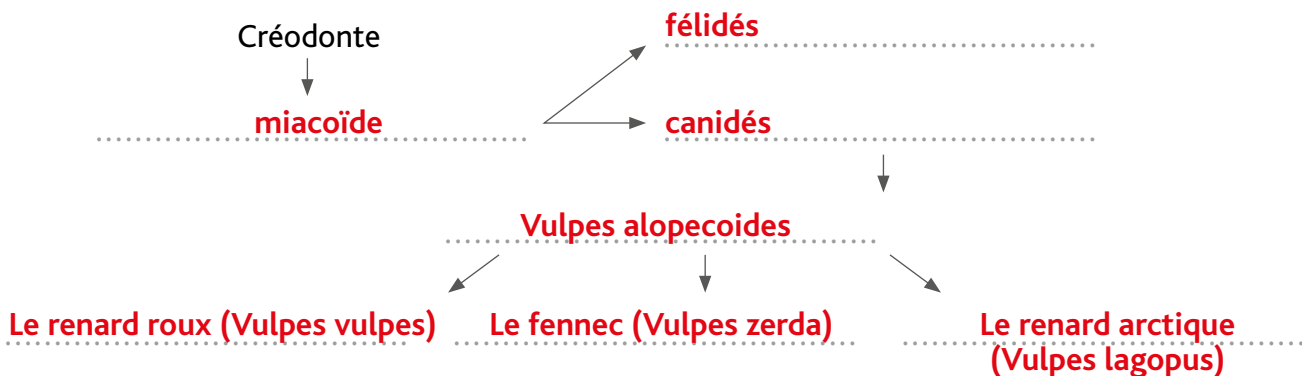 félidés
Créodonte
miacoïde
canidés
Vulpes alopecoides
Le renard roux (Vulpes vulpes)
Le fennec (Vulpes zerda)
Le renard arctique
(Vulpes lagopus)